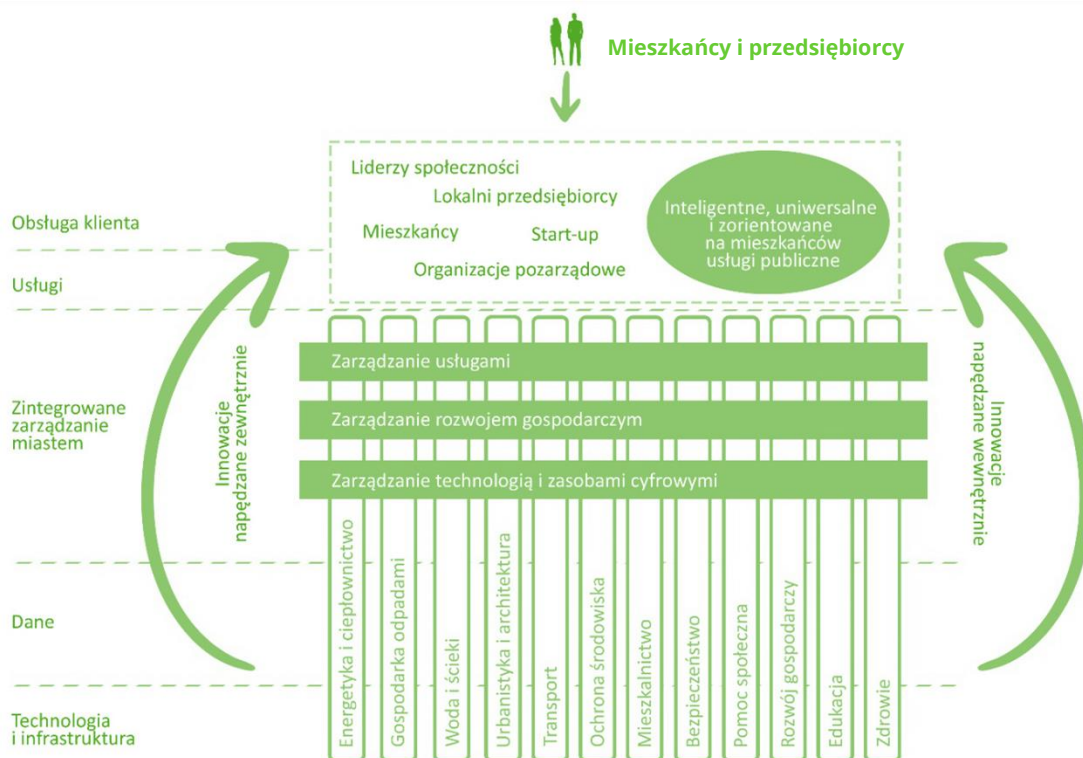 Mieszkańcy i przedsiębiorcy
Liderzy społeczności
Lokalni przedsiębiorcy
Mieszkańcy
Start-up
Organizacje pozarządowe
Inteligentne, uniwersalne
i zorientowane
na mieszkańców
usługi publiczne
Obsługa klienta
Usługi
Zintegrowane
zarządzanie
miastem
Dane
Technologia
i infrastruktura
Innowacje
napędzane zewnętrznie
Zarządzanie usługami
Zarządzanie rozwojem gospodarczym
Zarządzanie technologią i zasobami cyfrowymi
Innowacje
napędzane wewnętrznie
Energetyka i ciepłownictwo
Gospodarka odpadami
Woda i ścieki
Urbanistyka i architektura
Transport
Ochrona środowiska
Mieszkalnictwo
Bezpieczeństwo
Pomoc społeczna
Rozwój gospodarczy
Edukacja
Zdrowie